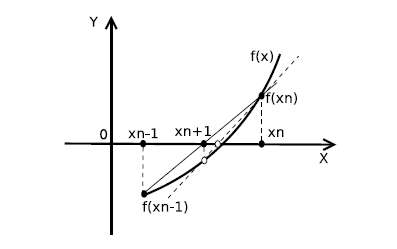 Y
f(x)
f(xn)
0 xn-1 xn+1 xn
X
f(xn-1)